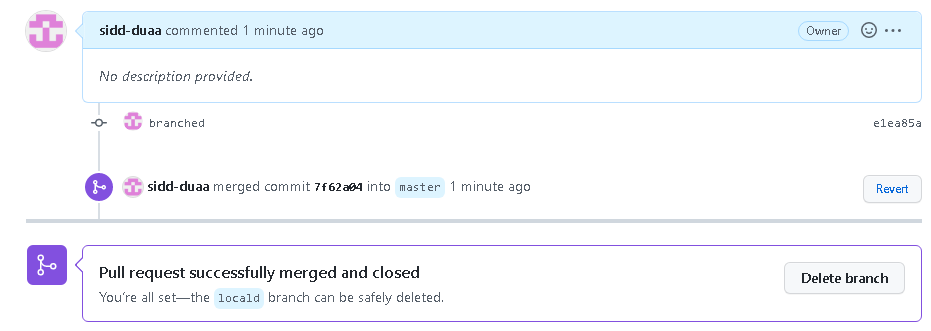 sidd-duaa commented 1 minute ago Owner
No description provided.
branched e1ea85a
sidd-duaa merged commit 7f62a04 into master 1 minute ago Revert
Pull request successfully merged and closed
You're all set—the locald branch can be safely deleted.
Delete branch